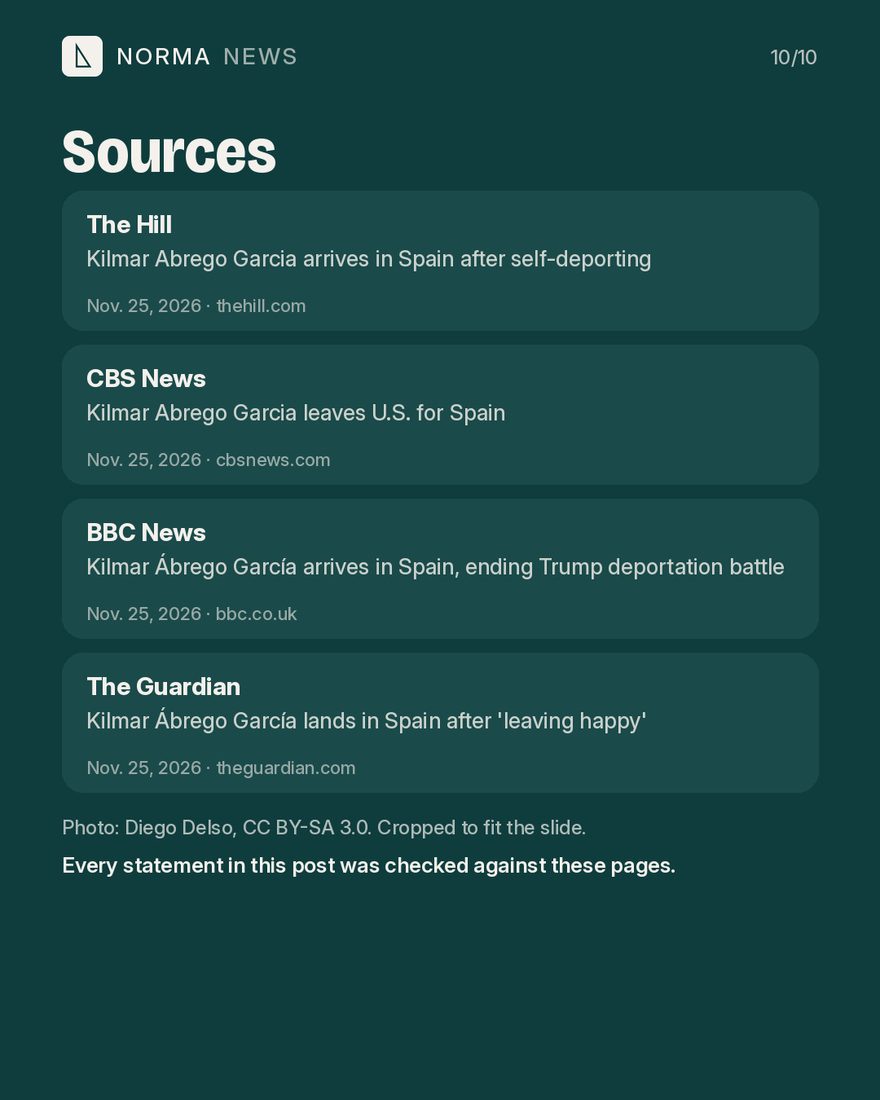 NORMA NEWS
10/10
Sources
The Hill
Kilmar Abrego Garcia arrives in Spain after self-deporting
Nov. 25, 2026 · thehill.com
CBS News
Kilmar Abrego Garcia leaves U.S. for Spain
Nov. 25, 2026 · cbsnews.com
BBC News
Kilmar Ábrego García arrives in Spain, ending Trump deportation battle
Nov. 25, 2026 · bbc.co.uk
The Guardian
Kilmar Ábrego García lands in Spain after 'leaving happy'
Nov. 25, 2026 · theguardian.com
Photo: Diego Delso, CC BY-SA 3.0. Cropped to fit the slide.
Every statement in this post was checked against these pages.